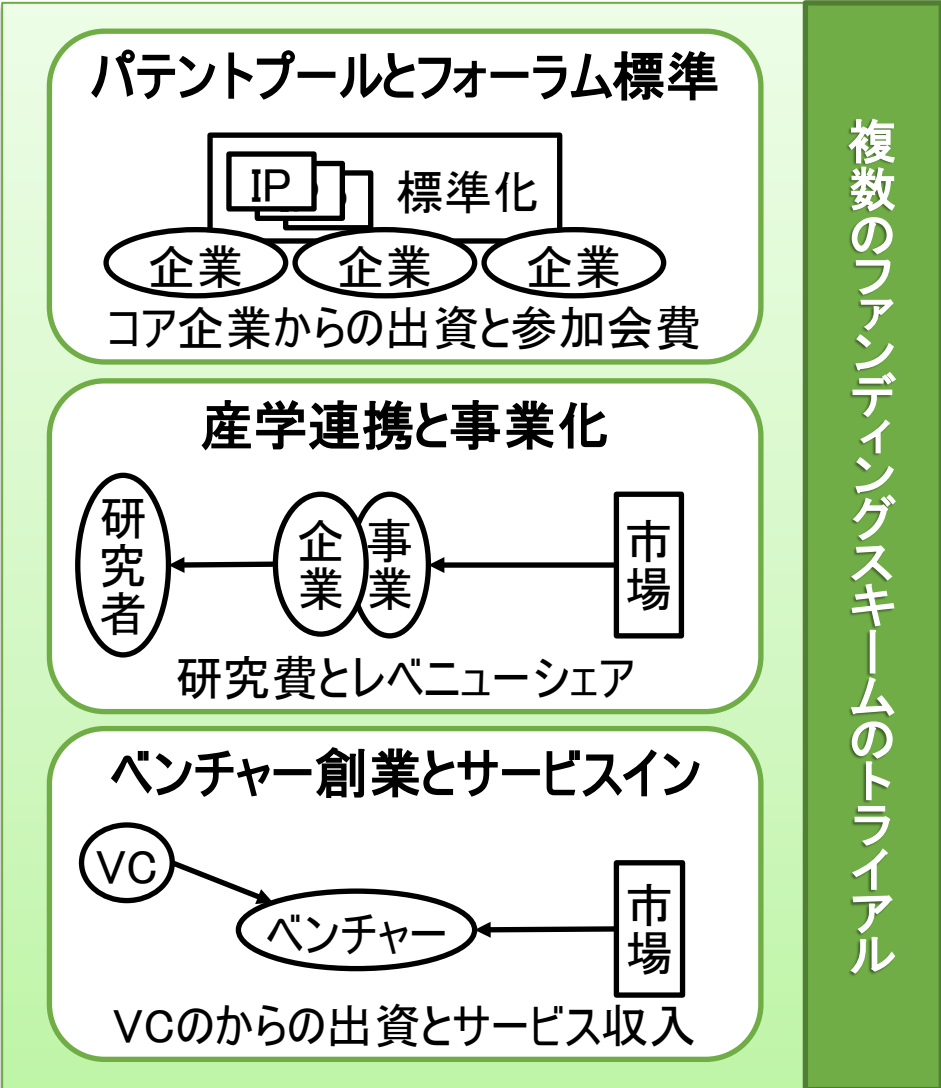 パテントプールとフォーラム標準
IP
標準化
企業
企業
企業
コア企業からの出資と参加会費
産学連携と事業化
研究者
企業
事業
市場
研究費とレベニューシェア
ベンチャー創業とサービスイン
VC
ベンチャー
市場
VCのからの出資とサービス収入
複数のファンディングスキームのトライアル